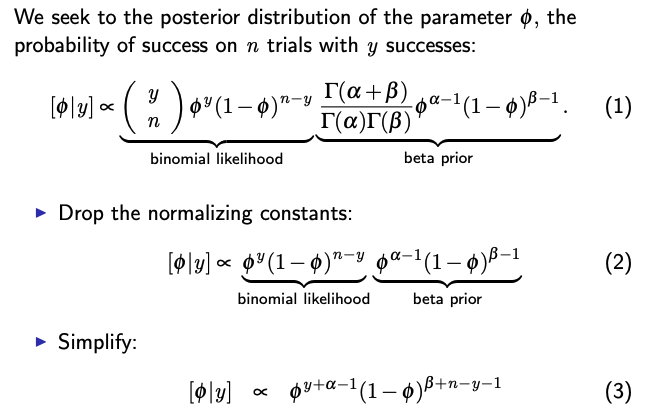 We seek to the posterior distribution of the parameter ϕ, the
probability of success on n trials with y successes:
[ϕ|y] ∝ ( y n ) ϕ^y (1−ϕ)^{n−y} Γ(α+β)/Γ(α)Γ(β) ϕ^{α−1}(1−ϕ)^{β−1}. (1)
binomial likelihood beta prior
▶ Drop the normalizing constants:
[ϕ|y] ∝ ϕ^y (1−ϕ)^{n−y} ϕ^{α−1}(1−ϕ)^{β−1} (2)
binomial likelihood beta prior
▶ Simplify:
[ϕ|y] ∝ ϕ^{y+α−1}(1−ϕ)^{β+n−y−1} (3)